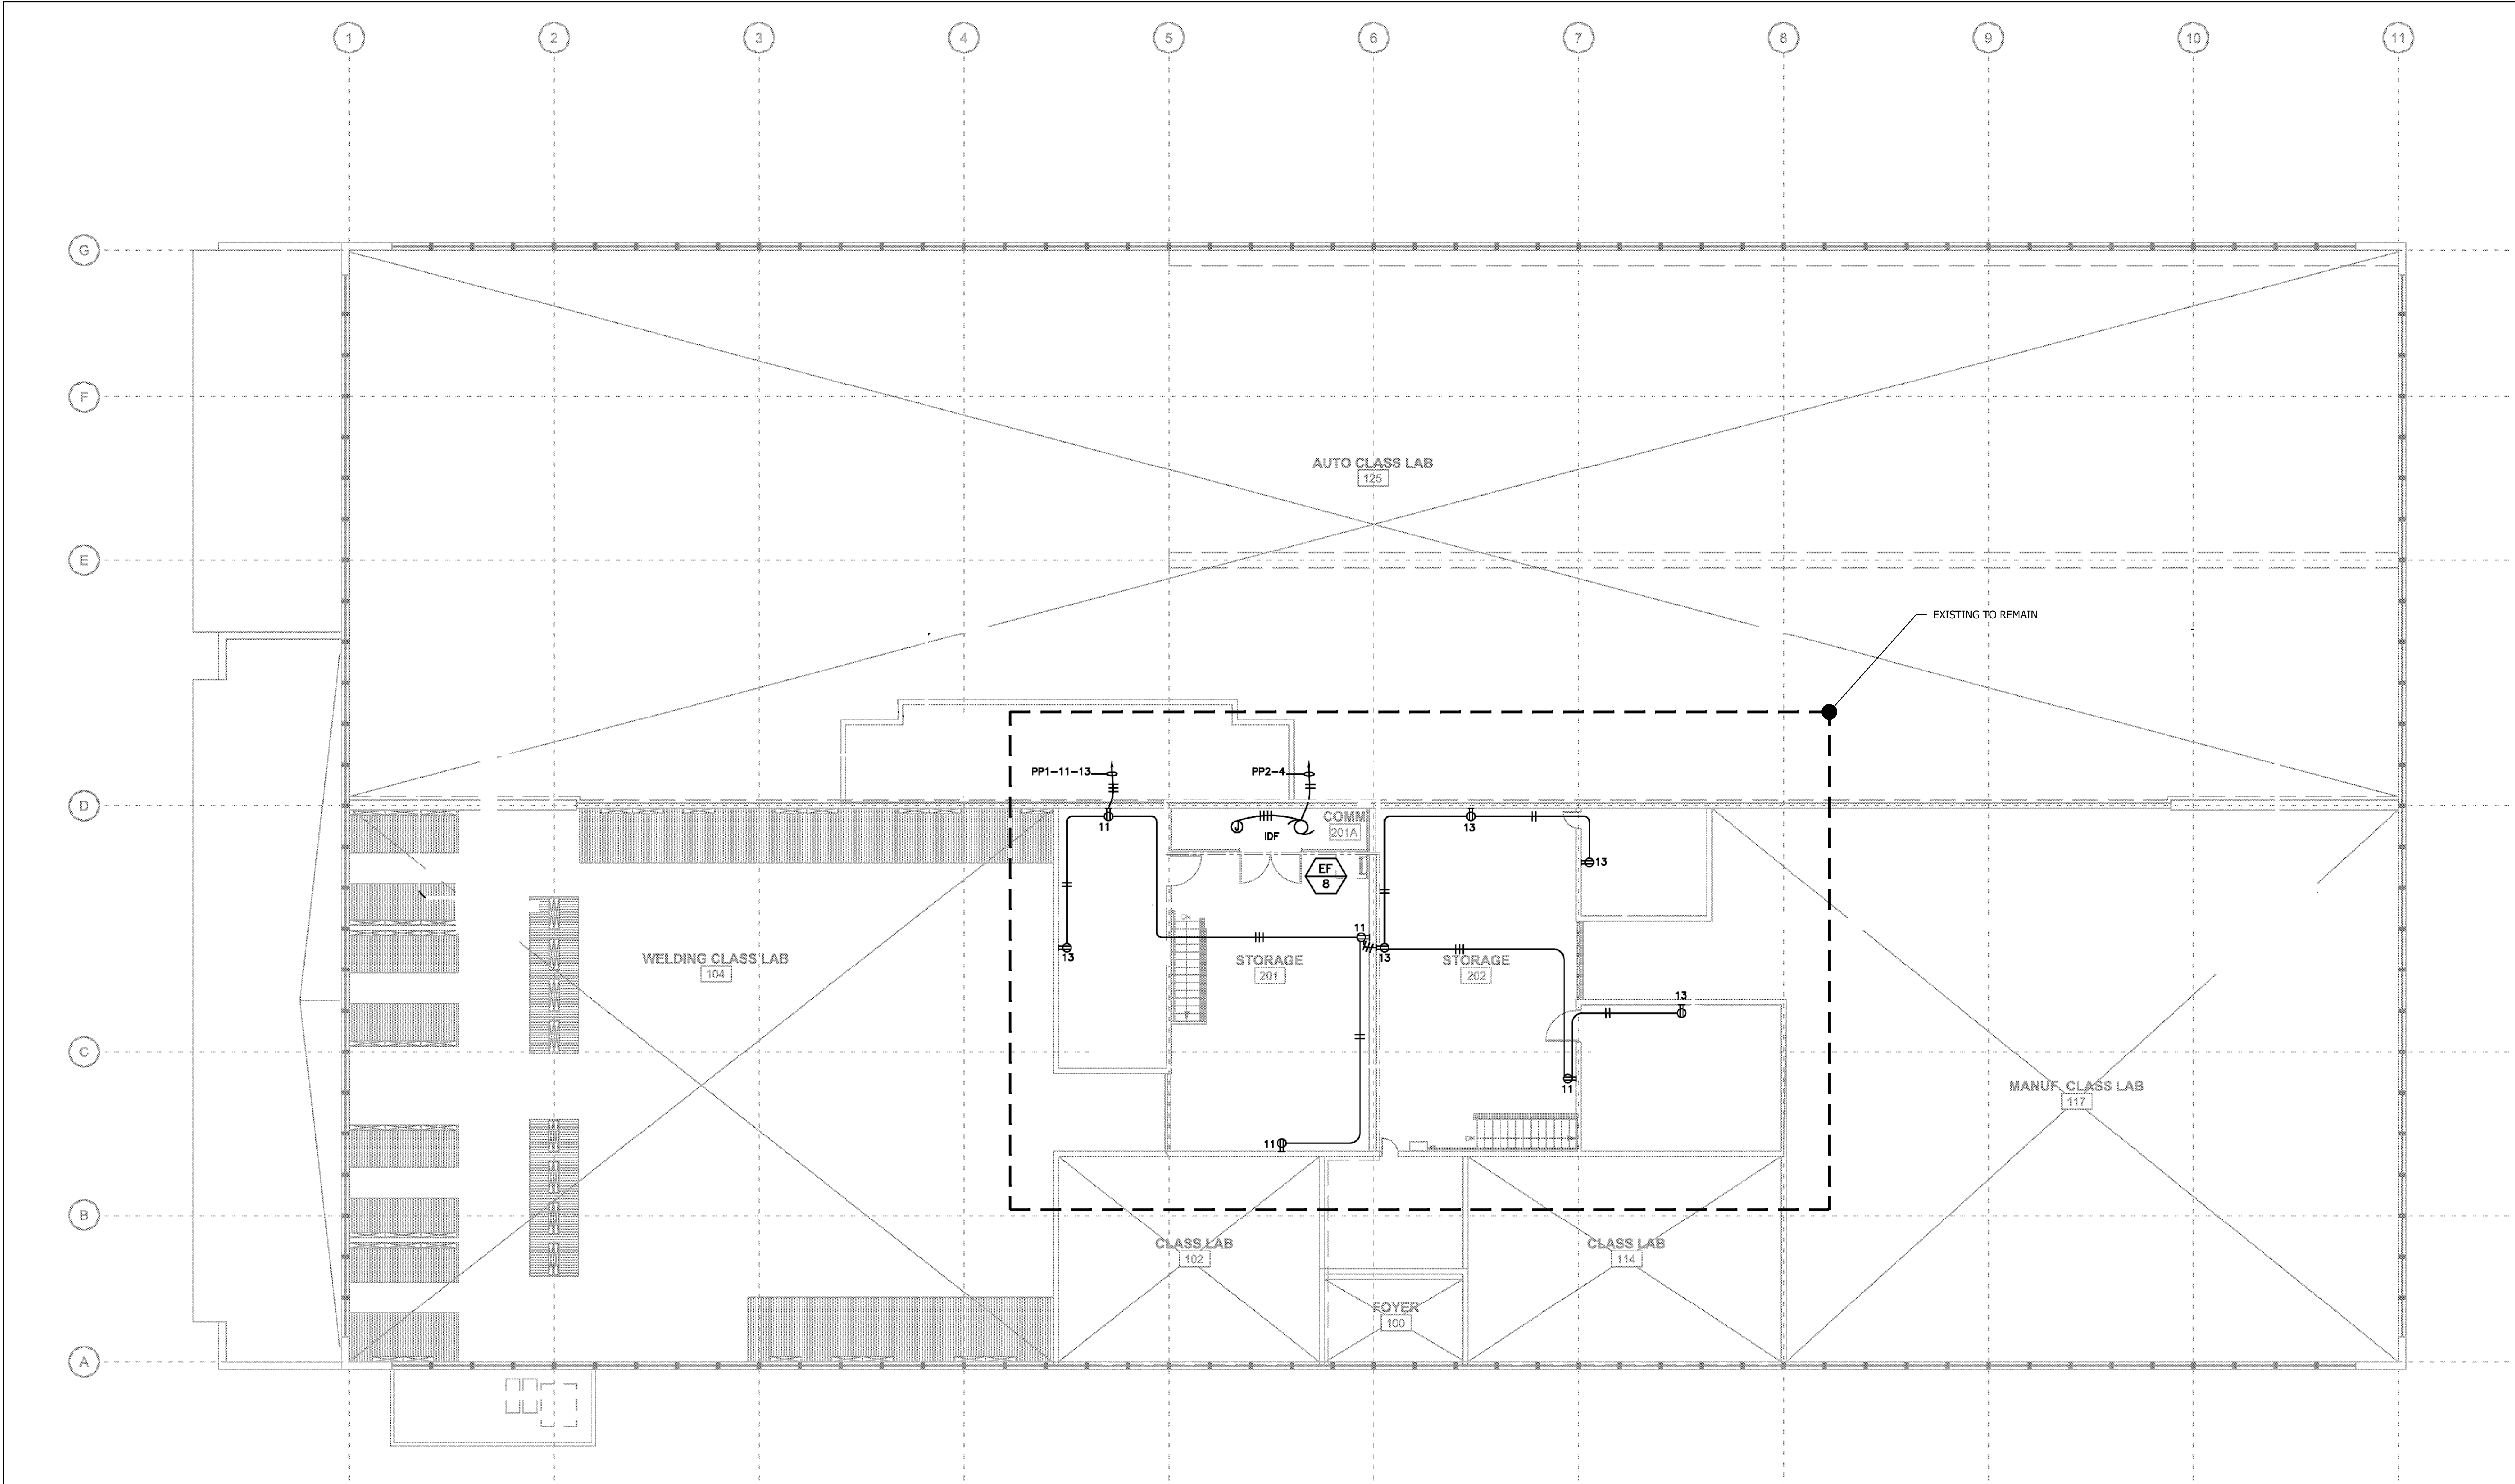 1 2 3 4 5 6 7 8 9 10 11
G
F
AUTO CLASS LAB
125
E
EXISTING TO REMAIN
PP1-11-13
PP2-4
D
11
J
IDF
COMM
201A
13
13
EF
8
DN
11
13
13
WELDING CLASS LAB
104
STORAGE
201
STORAGE
202
13
C
11
MANUF. CLASS LAB
117
DN
11
B
CLASS LAB
102
CLASS LAB
114
FOYER
100
A